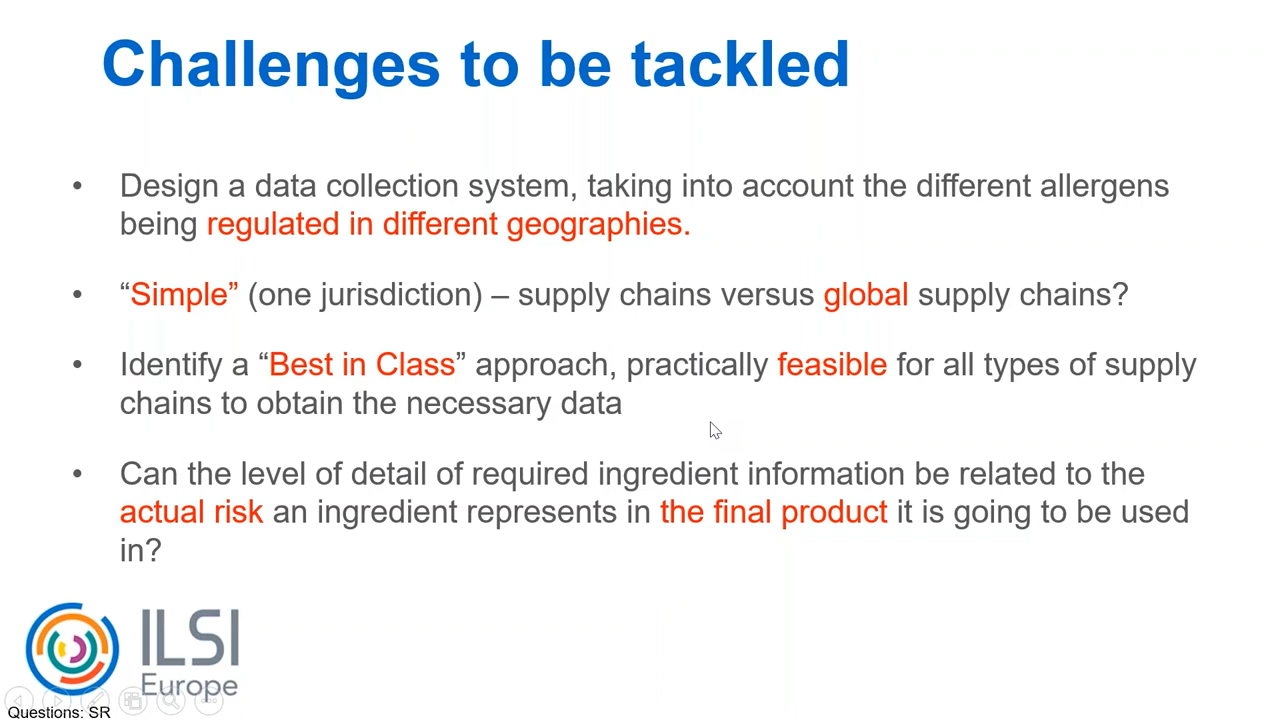 Challenges to be tackled
• Design a data collection system, taking into account the different allergens
being regulated in different geographies.
• “Simple” (one jurisdiction) – supply chains versus global supply chains?
• Identify a “Best in Class” approach, practically feasible for all types of supply
chains to obtain the necessary data
• Can the level of detail of required ingredient information be related to the
actual risk an ingredient represents in the final product it is going to be used
in?
ILSI
Europe
Questions: SR